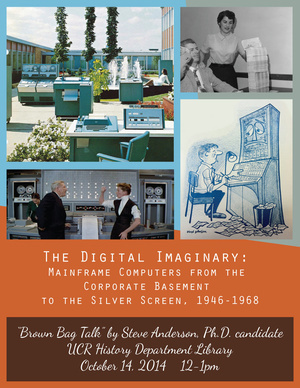 The Digital Imaginary:
Mainframe Computers from the
Corporate Basement
to the Silver Screen, 1946-1968
"Brown Bag Talk" by Steve Anderson, Ph.D. candidate
UCR History Department Library
October 14, 2014 12-1pm